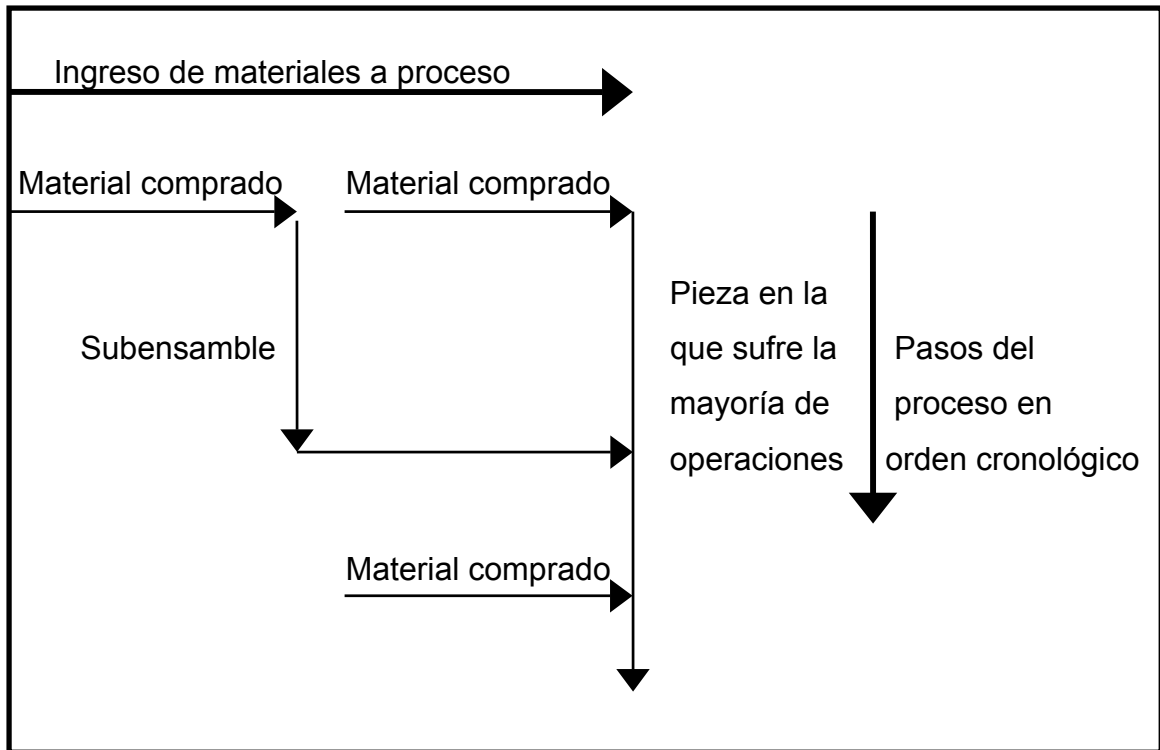 Ingreso de materiales a proceso
Material comprado
Material comprado
Subensamble
Pieza en la
que sufre la
mayoría de
operaciones
Pasos del
proceso en
orden cronológico
Material comprado